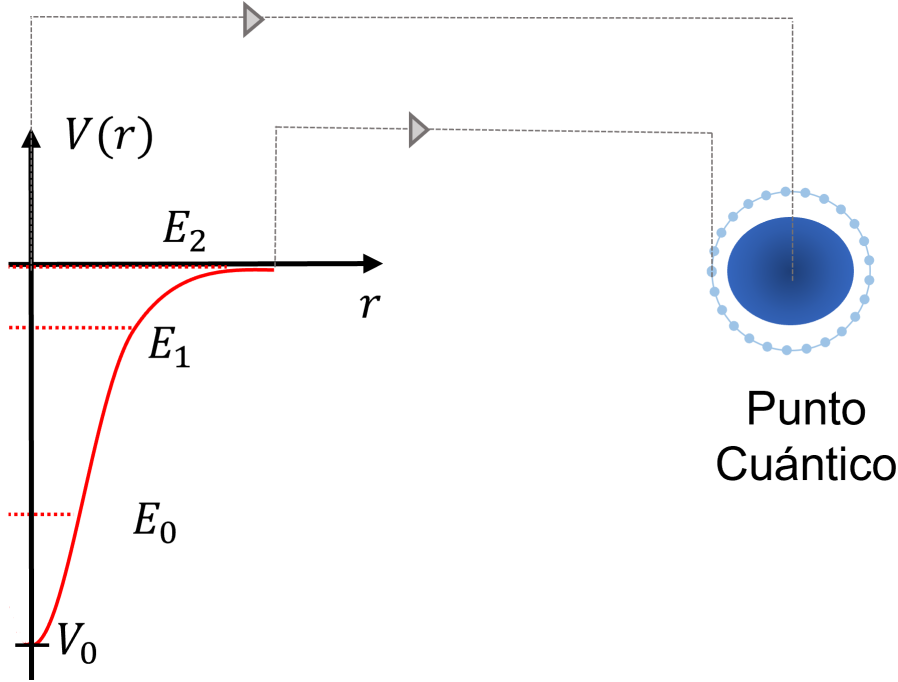 V(r)
E₂
r
E₁
E₀
V₀
Punto
Cuántico